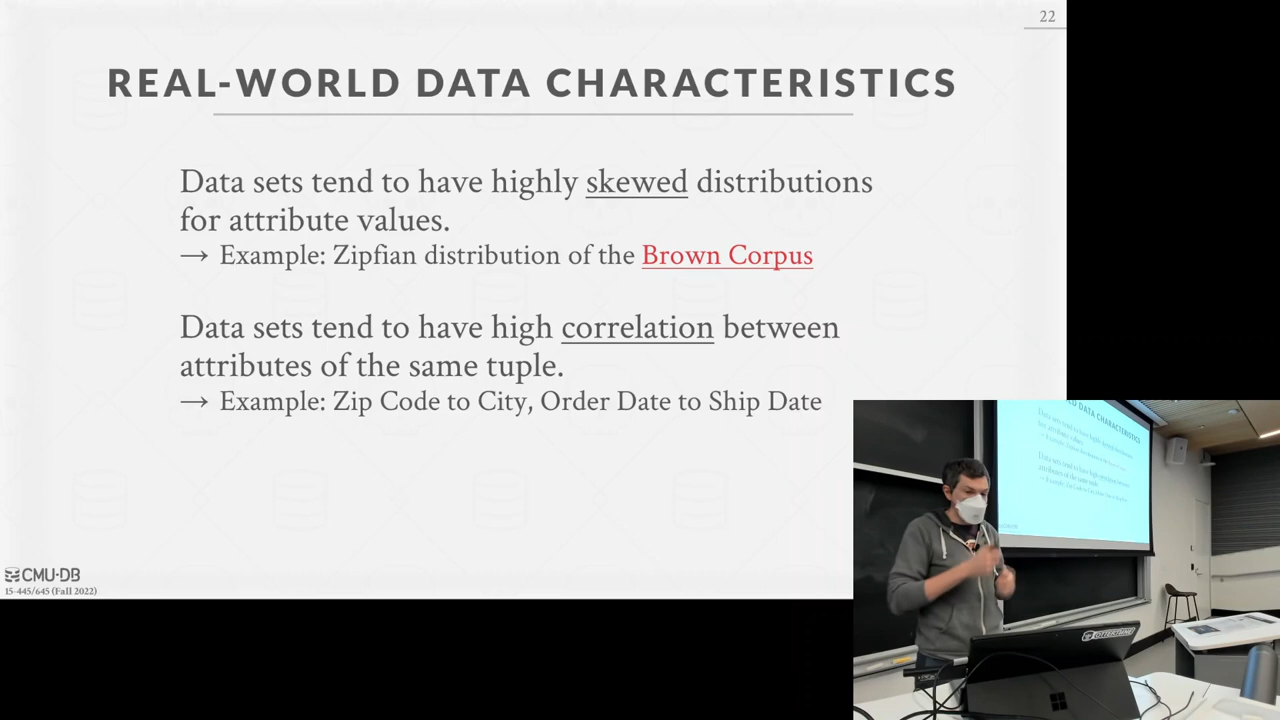 22
REAL-WORLD DATA CHARACTERISTICS
Data sets tend to have highly skewed distributions
for attribute values.
→ Example: Zipfian distribution of the Brown Corpus
Data sets tend to have high correlation between
attributes of the same tuple.
→ Example: Zip Code to City, Order Date to Ship Date
CMU·DB
15-445/645 (Fall 2022)
DATA CHARACTERISTICS